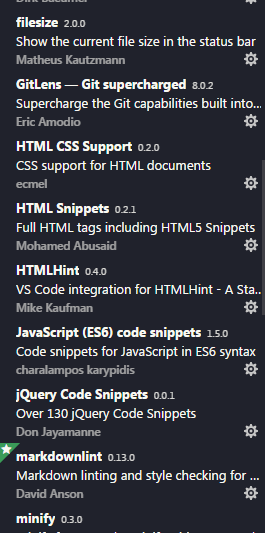 filesize 2.0.0
Show the current file size in the status bar
Matheus Kautzmann
GitLens — Git supercharged 8.0.2
Supercharge the Git capabilities built into...
Eric Amodio
HTML CSS Support 0.2.0
CSS support for HTML documents
ecmel
HTML Snippets 0.2.1
Full HTML tags including HTML5 Snippets
Mohamed Abusaid
HTMLHint 0.4.0
VS Code integration for HTMLHint - A Sta...
Mike Kaufman
JavaScript (ES6) code snippets 1.5.0
Code snippets for JavaScript in ES6 syntax
charalampos karypidis
jQuery Code Snippets 0.0.1
Over 130 jQuery Code Snippets
Don Jayamanne
markdownlint 0.13.0
Markdown linting and style checking for ...
David Anson
minify 0.3.0